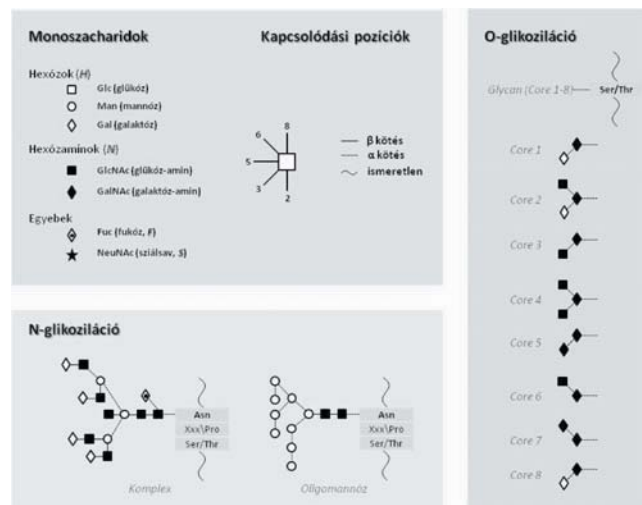 Monoszacharidok
Hexózok (H)
Glc (glükóz)
Man (mannóz)
Gal (galaktóz)
Hexózaminok (N)
GlcNAc (glükóz-amin)
GalNAc (galaktóz-amin)
Egyebek
Fuc (fukóz, F)
NeuNAc (sziálsav, S)
Kapcsolódási pozíciók
8
6
5
3
2
β kötés
α kötés
ismeretlen
N-glikoziláció
Asn
Xxx\Pro
Ser/Thr
Komplex
Asn
Xxx\Pro
Ser/Thr
Oligomannóz
O-glikoziláció
Glycan (Core 1-8)
Ser/Thr
Core 1
Core 2
Core 3
Core 4
Core 5
Core 6
Core 7
Core 8